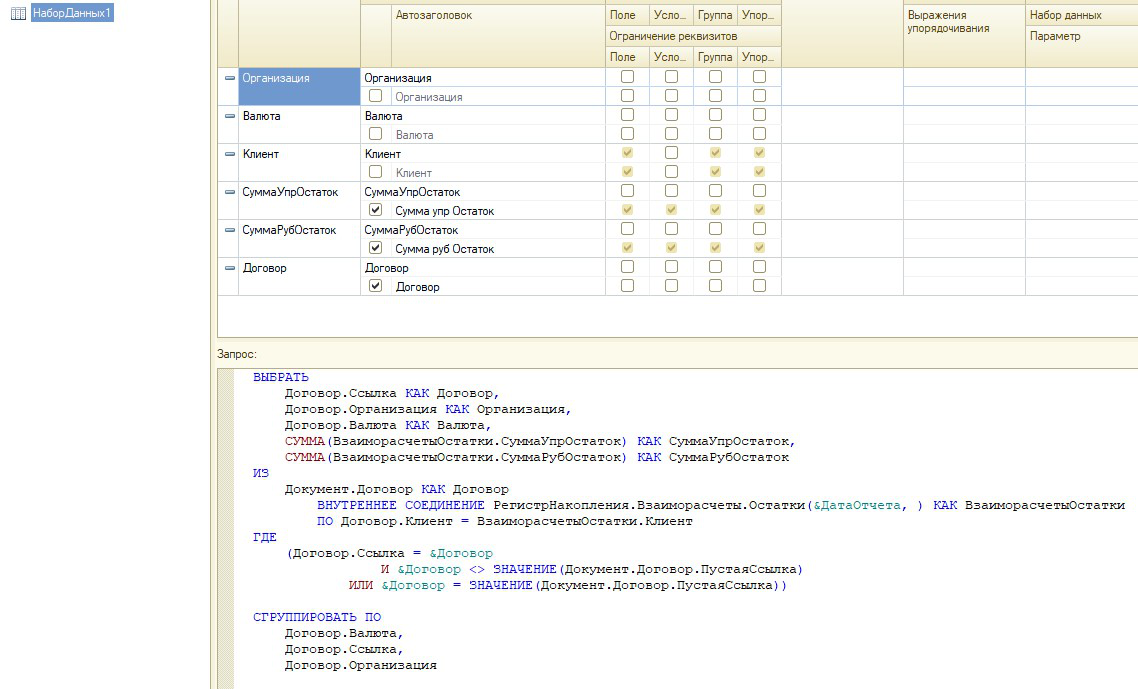 НаборДанных1
Автозаголовок
Поле Усло... Группа Упор...
Ограничение реквизитов
Поле Усло... Группа Упор...
Выражения упорядочивания
Набор данных
Параметр
Организация Организация
Организация
Валюта Валюта
Валюта
Клиент Клиент
Клиент
СуммаУпрОстаток СуммаУпрОстаток
Сумма упр Остаток
СуммаРубОстаток СуммаРубОстаток
Сумма руб Остаток
Договор Договор
Договор
Запрос:
ВЫБРАТЬ
Договор.Ссылка КАК Договор,
Договор.Организация КАК Организация,
Договор.Валюта КАК Валюта,
СУММА(ВзаиморасчетыОстатки.СуммаУпрОстаток) КАК СуммаУпрОстаток,
СУММА(ВзаиморасчетыОстатки.СуммаРубОстаток) КАК СуммаРубОстаток
ИЗ
Документ.Договор КАК Договор
ВНУТРЕННЕЕ СОЕДИНЕНИЕ РегистрНакопления.Взаиморасчеты.Остатки(&ДатаОтчета, ) КАК ВзаиморасчетыОстатки
ПО Договор.Клиент = ВзаиморасчетыОстатки.Клиент
ГДЕ
(Договор.Ссылка = &Договор
И &Договор <> ЗНАЧЕНИЕ(Документ.Договор.ПустаяСсылка)
ИЛИ &Договор = ЗНАЧЕНИЕ(Документ.Договор.ПустаяСсылка))
СГРУППИРОВАТЬ ПО
Договор.Валюта,
Договор.Ссылка,
Договор.Организация